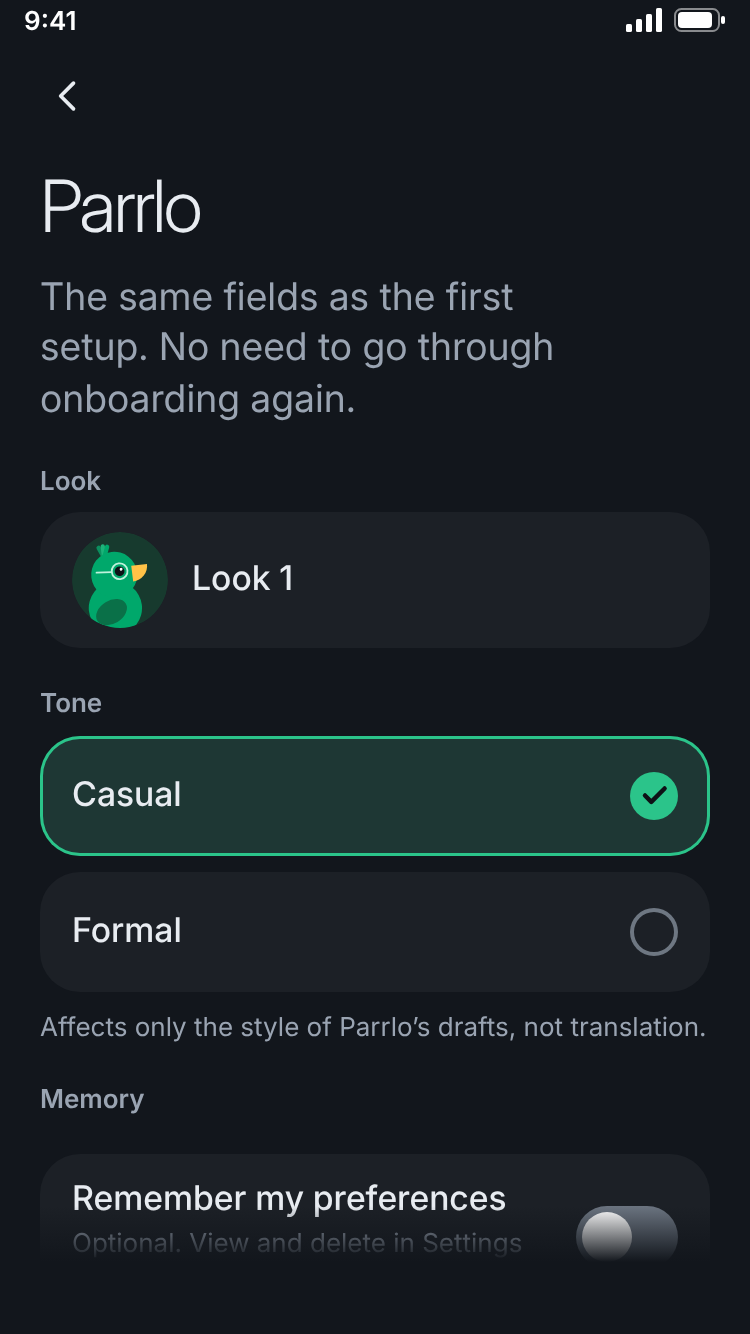 9:41
Parrlo
The same fields as the first
setup. No need to go through
onboarding again.
Look
Look 1
Tone
Casual
Formal
Affects only the style of Parrlo’s drafts, not translation.
Memory
Remember my preferences
Optional. View and delete in Settings